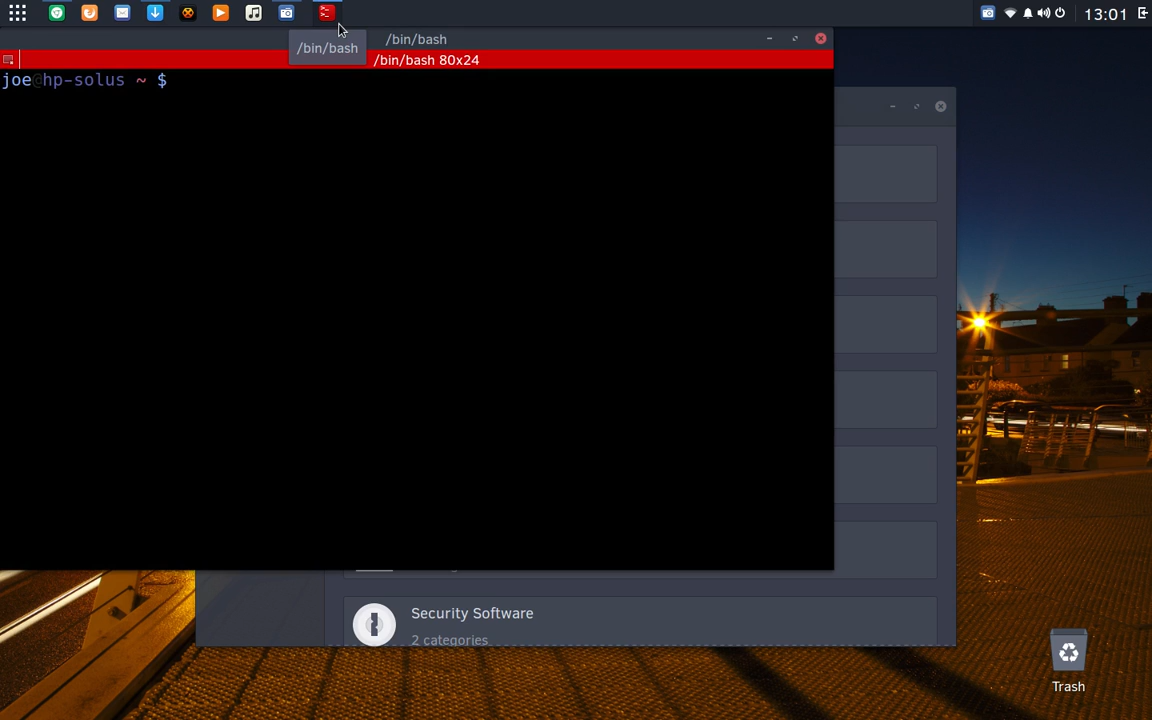 13:01
/bin/bash
/bin/bash
/bin/bash 80x24
joe@hp-solus ~ $
Security Software
2 categories
Trash